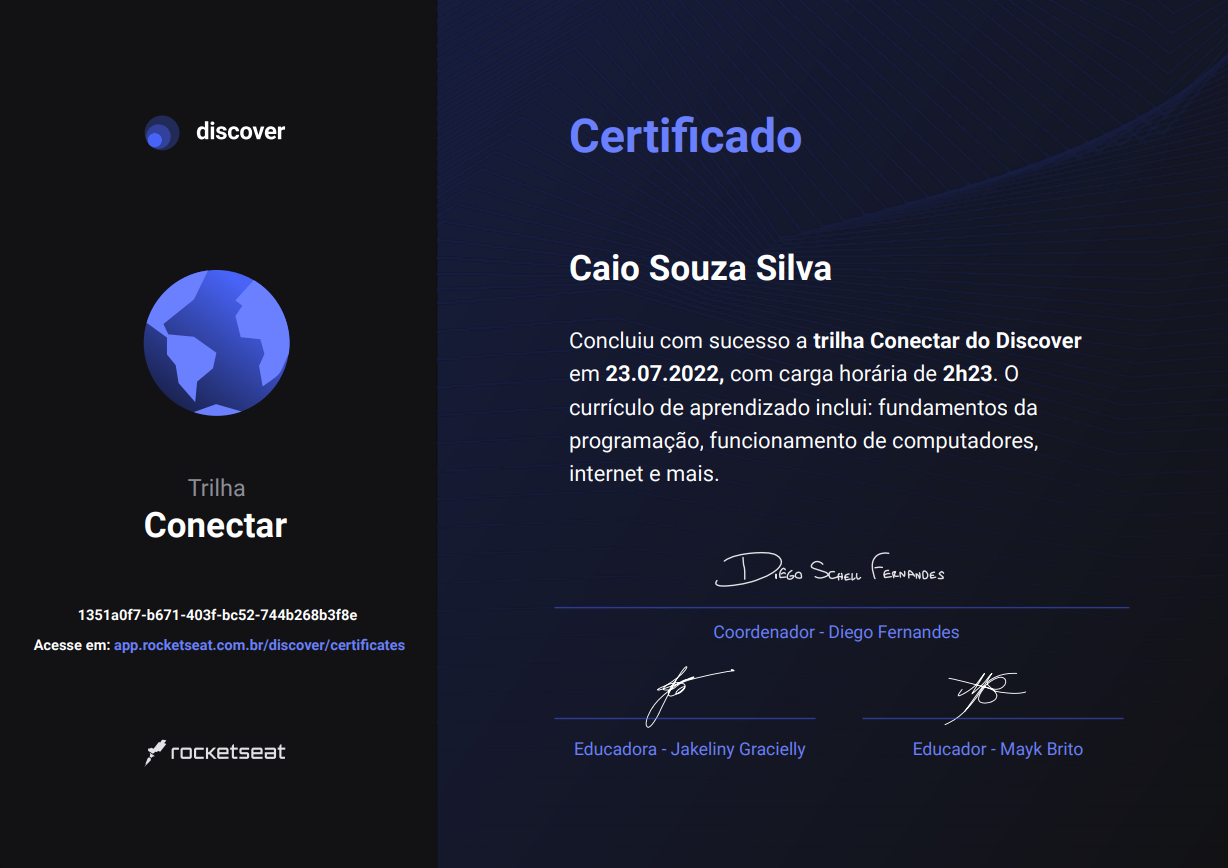 discover
Trilha
Conectar
1351a0f7-b671-403f-bc52-744b268b3f8e
Acesse em: app.rocketseat.com.br/discover/certificates
rocketseat
Certificado
Caio Souza Silva
Concluiu com sucesso a trilha Conectar do Discover
em 23.07.2022, com carga horária de 2h23. O
currículo de aprendizado inclui: fundamentos da
programação, funcionamento de computadores,
internet e mais.
Diego Schell Fernandes
Coordenador - Diego Fernandes
Educadora - Jakeliny Gracielly
Educador - Mayk Brito